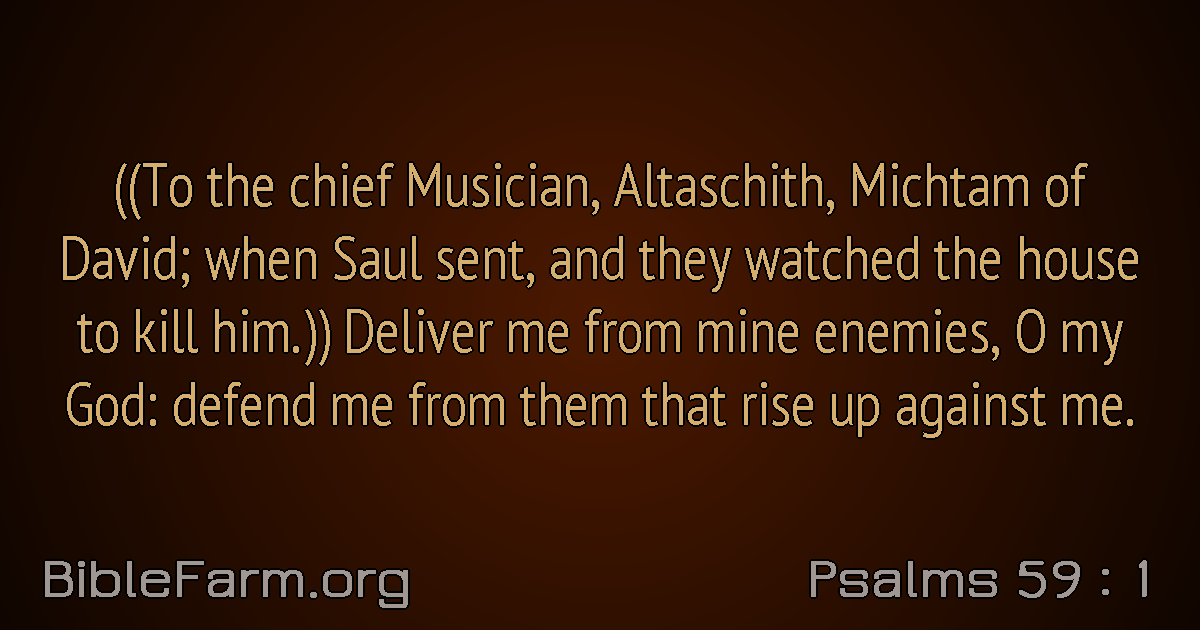 ((To the chief Musician, Altaschith, Michtam of
David; when Saul sent, and they watched the house
to kill him.)) Deliver me from mine enemies, O my
God: defend me from them that rise up against me.
BibleFarm.org
Psalms 59 : 1